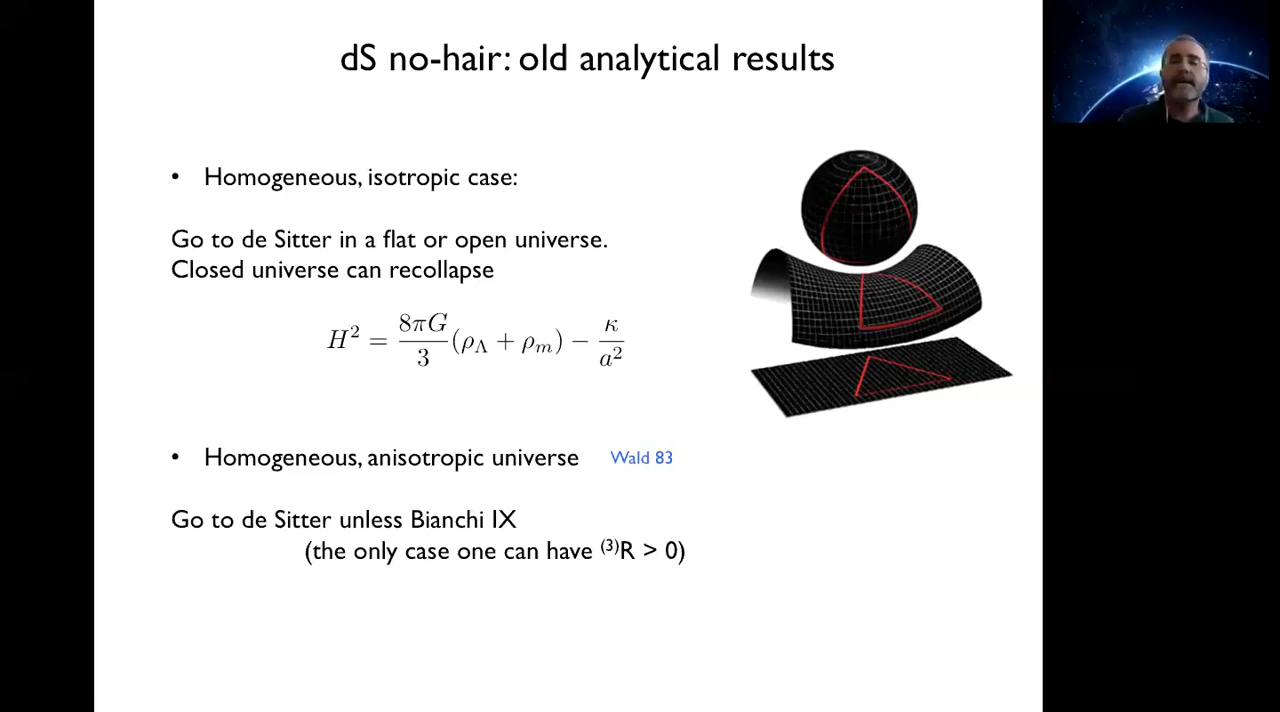 dS no-hair: old analytical results
• Homogeneous, isotropic case:
Go to de Sitter in a flat or open universe.
Closed universe can recollapse
H² = 8πG/3 (ρ_Λ + ρ_m) − κ/a²
• Homogeneous, anisotropic universe Wald 83
Go to de Sitter unless Bianchi IX
(the only case one can have ⁽³⁾R > 0)